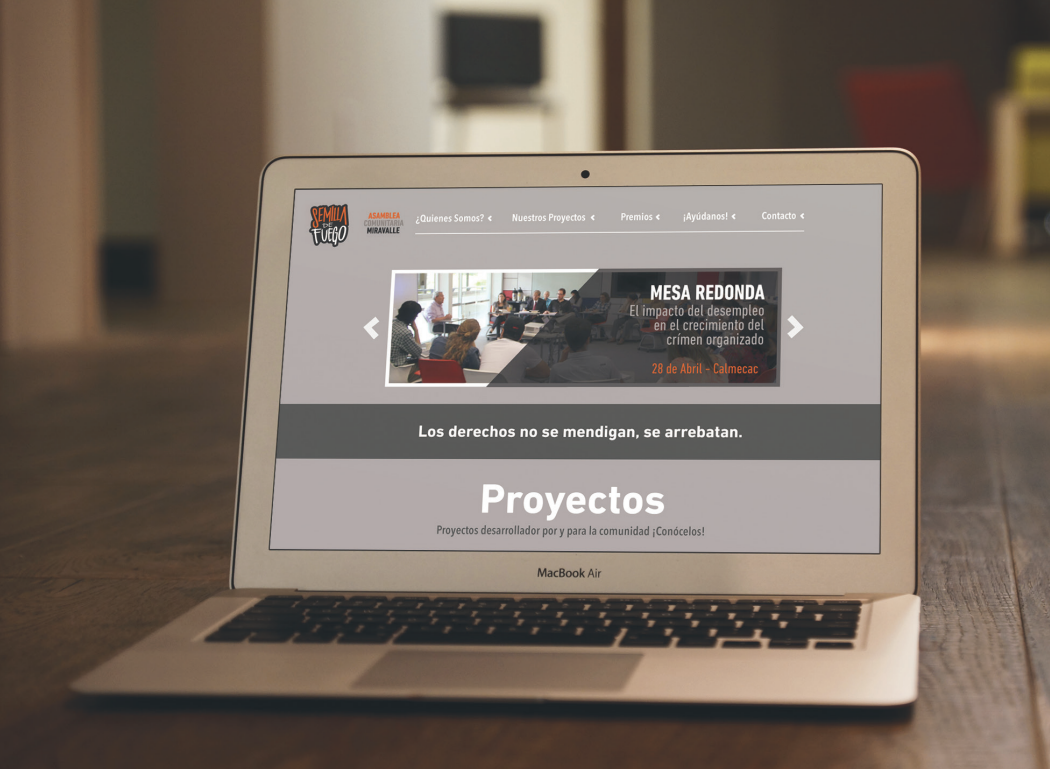 SEMILLA
DE
FUEGO
ASAMBLEA
COMUNITARIA
MIRAVALLE
¿Quienes Somos?
Nuestros Proyectos
Premios
¡Ayúdanos!
Contacto
MESA REDONDA
El impacto del desempleo
en el crecimiento del
crímen organizado
28 de Abril - Calmecac
Los derechos no se mendigan, se arrebatan.
Proyectos
Proyectos desarrollador por y para la comunidad ¡Conócelos!
MacBook Air